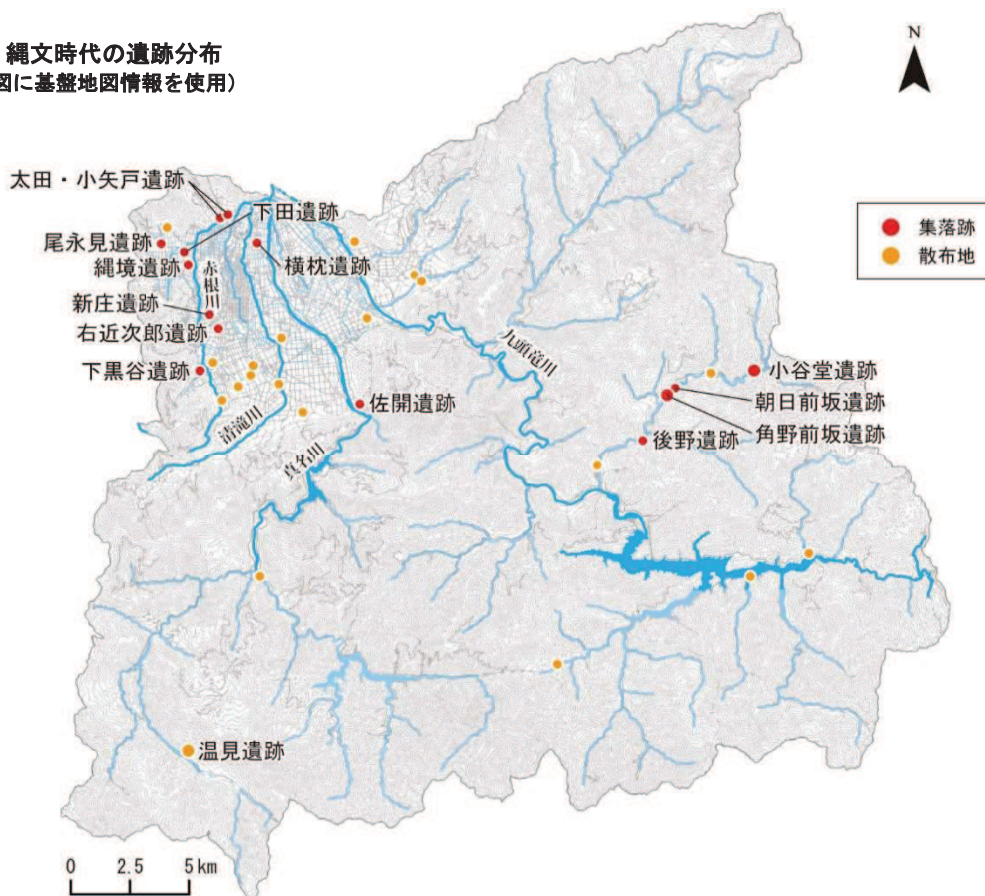 縄文時代の遺跡分布
図に基盤地図情報を使用）
N
太田・小矢戸遺跡
下田遺跡
尾永見遺跡
縄境遺跡
横枕遺跡
赤根川
新庄遺跡
右近次郎遺跡
下黒谷遺跡
佐開遺跡
清滝川
真名川
九頭竜川
集落跡
散布地
小谷堂遺跡
朝日前坂遺跡
角野前坂遺跡
後野遺跡
温見遺跡
0 2.5 5km